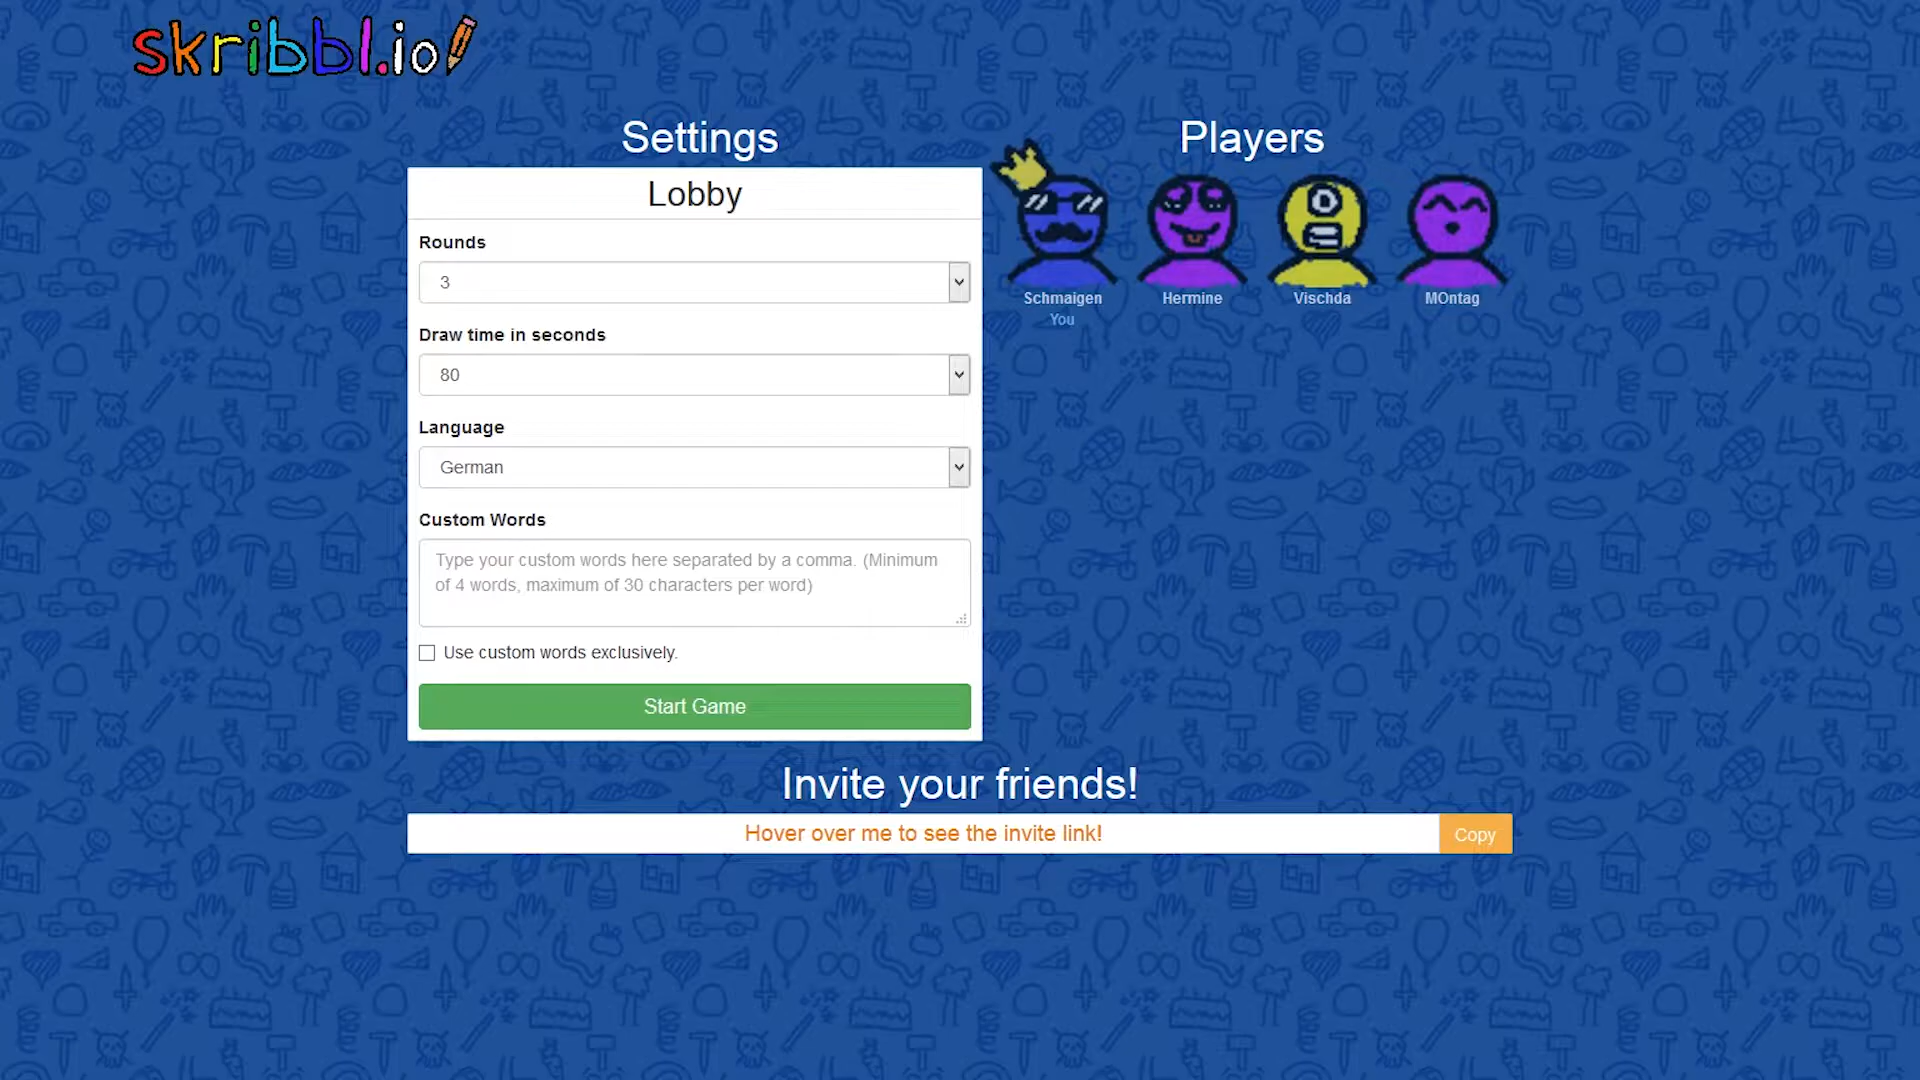 skribbl.io
Settings
Players
Lobby
Rounds
3
Draw time in seconds
80
Language
German
Custom Words
Type your custom words here separated by a comma. (Minimum
of 4 words, maximum of 30 characters per word)
Use custom words exclusively.
Start Game
Schmaigen
You
Hermine
Vischda
MOntag
Invite your friends!
Hover over me to see the invite link!
Copy